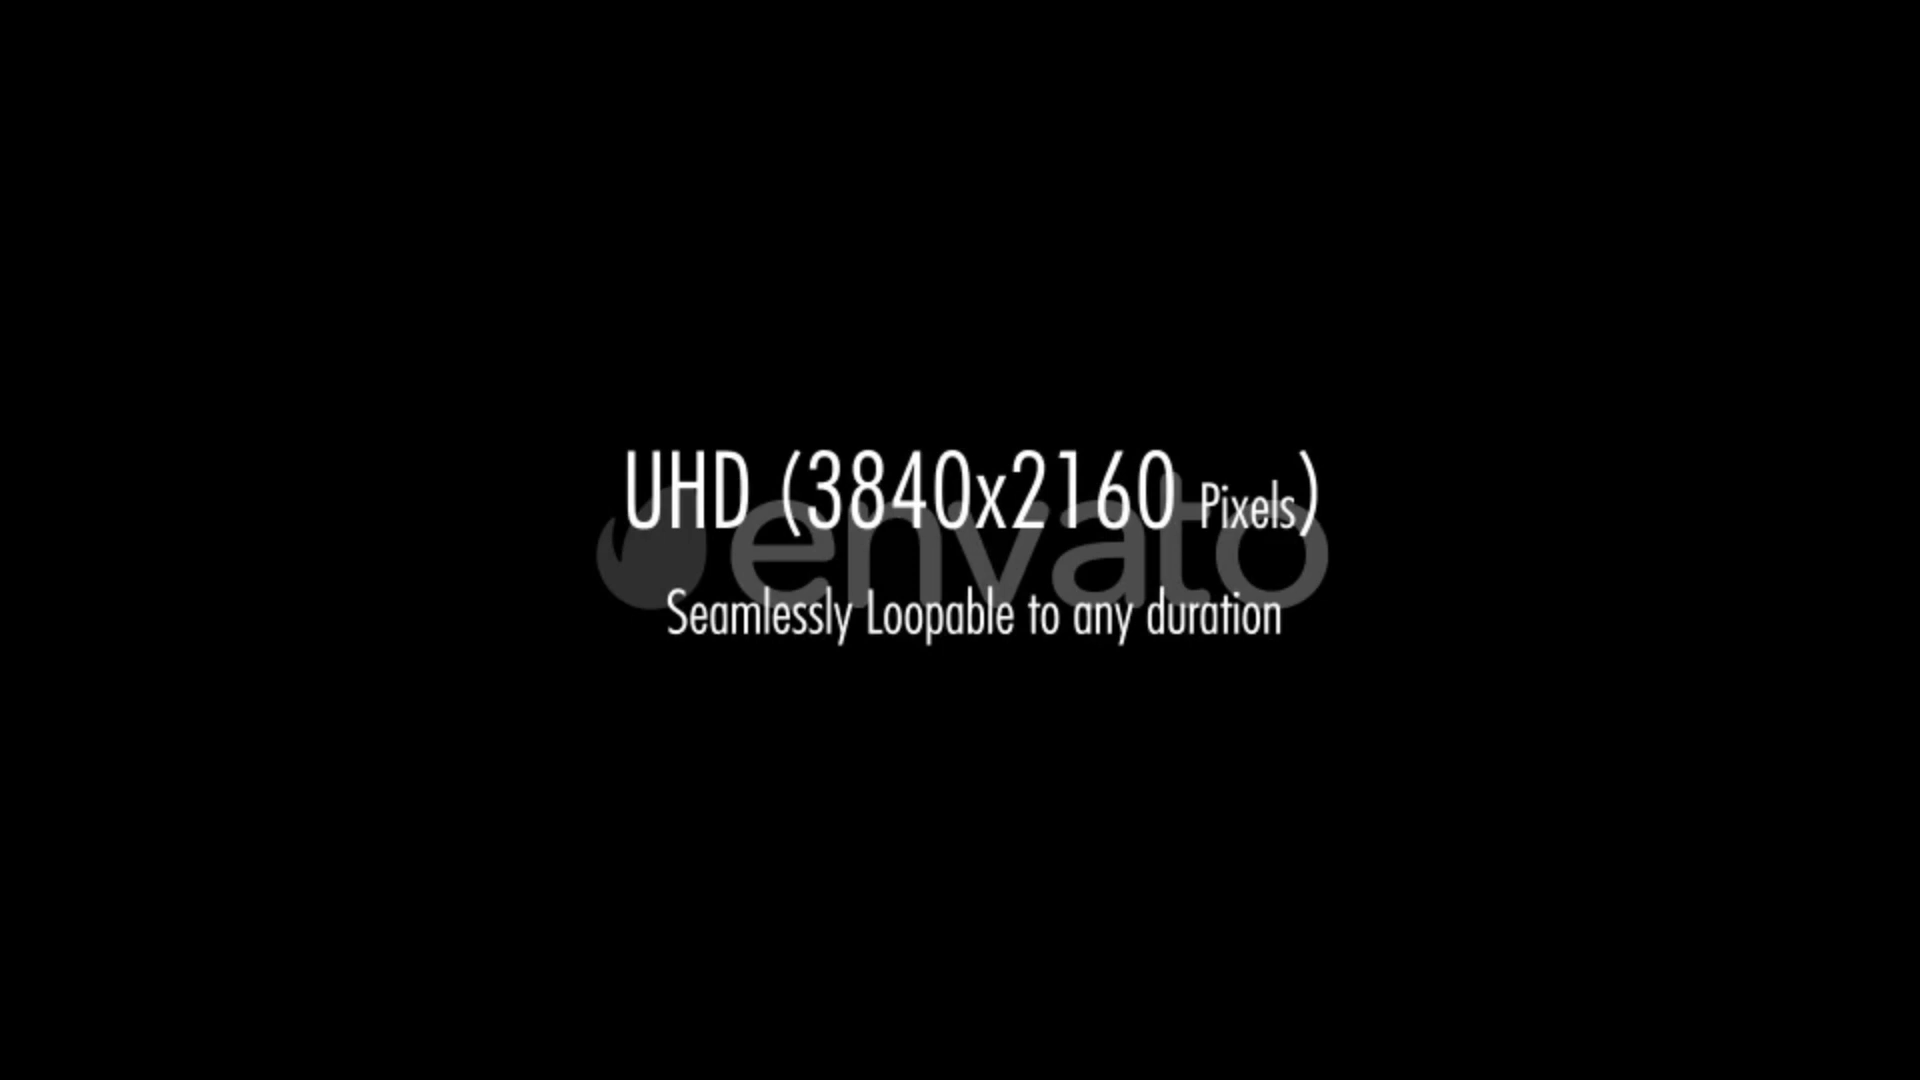 UHD (3840x2160 Pixels)
envato
Seamlessly Loopable to any duration